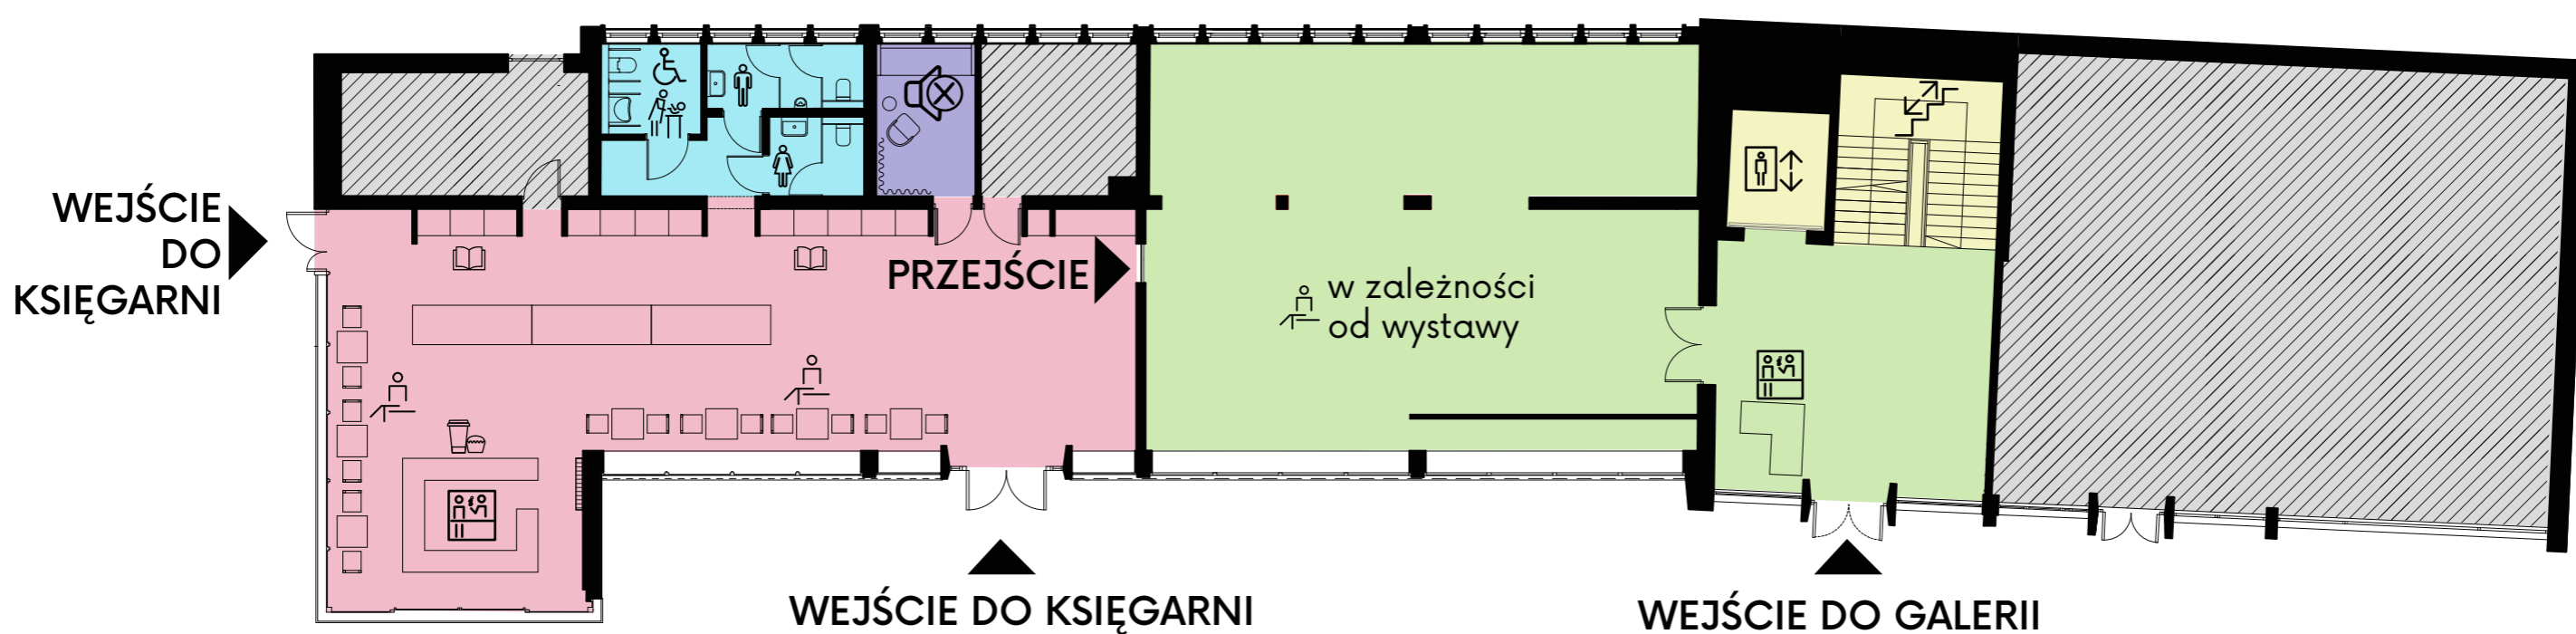 WEJŚCIE
DO
KSIĘGARNI
PRZEJŚCIE
w zależności
od wystawy
WEJŚCIE DO KSIĘGARNI
WEJŚCIE DO GALERII